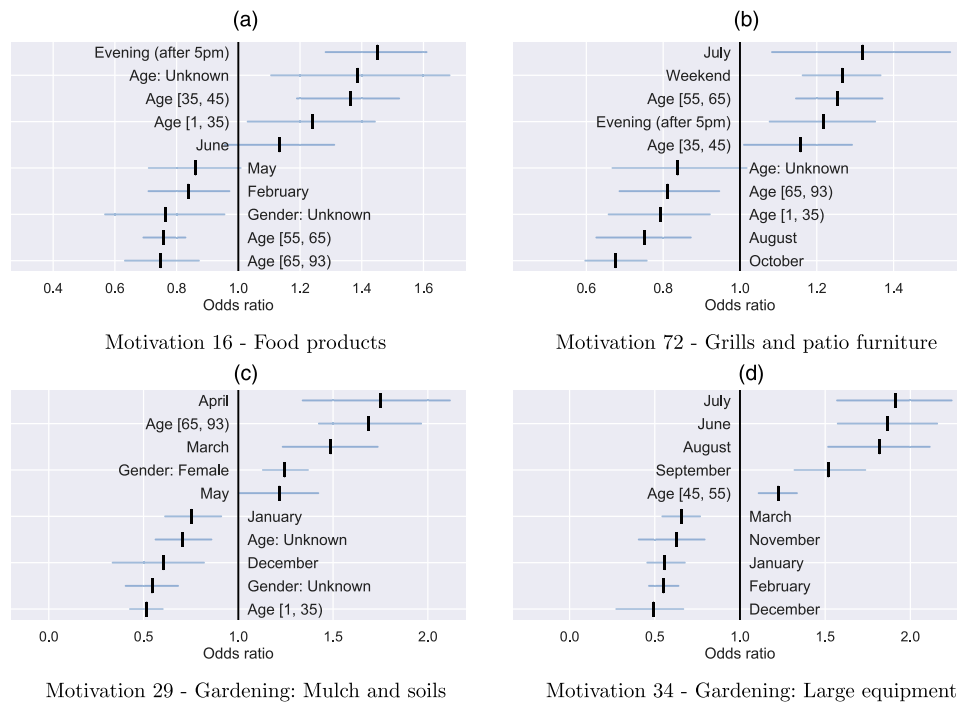 (a)
Evening (after 5pm)
Age: Unknown
Age [35, 45)
Age [1, 35)
June
May
February
Gender: Unknown
Age [55, 65)
Age [65, 93)
0.4 0.6 0.8 1.0 1.2 1.4 1.6
Odds ratio
Motivation 16 - Food products
(b)
July
Weekend
Age [55, 65)
Evening (after 5pm)
Age [35, 45)
Age: Unknown
Age [65, 93)
Age [1, 35)
August
October
0.6 0.8 1.0 1.2 1.4
Odds ratio
Motivation 72 - Grills and patio furniture
(c)
April
Age [65, 93)
March
Gender: Female
May
January
Age: Unknown
December
Gender: Unknown
Age [1, 35)
0.0 0.5 1.0 1.5 2.0
Odds ratio
Motivation 29 - Gardening: Mulch and soils
(d)
July
June
August
September
Age [45, 55)
March
November
January
February
December
0.0 0.5 1.0 1.5 2.0
Odds ratio
Motivation 34 - Gardening: Large equipment